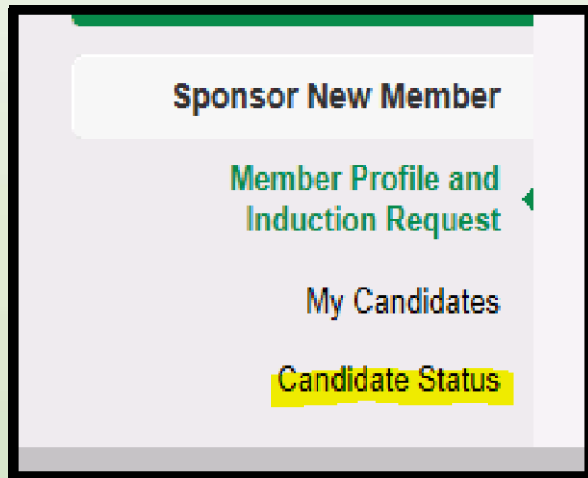 Sponsor New Member
Member Profile and
Induction Request
My Candidates
Candidate Status